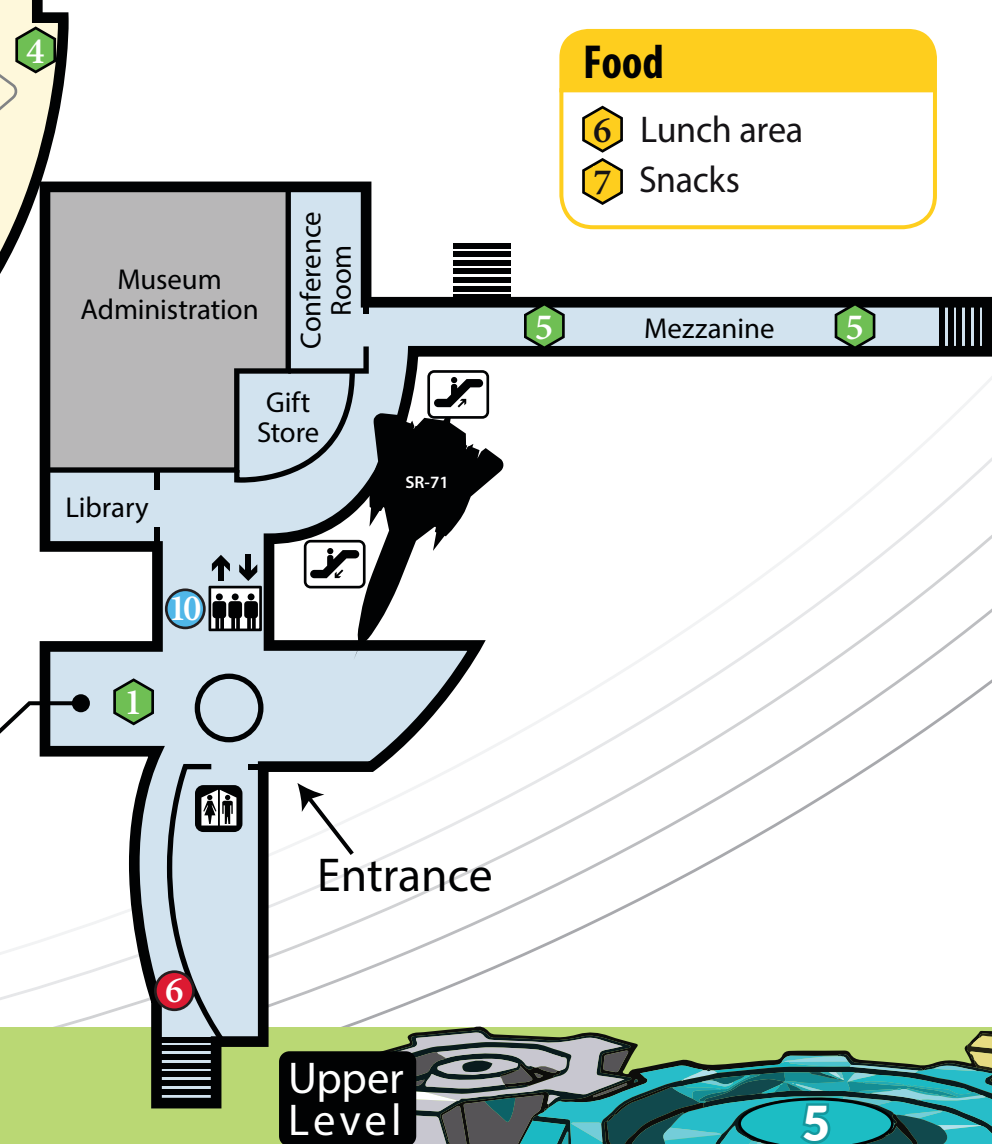 4
Food
6 Lunch area
7 Snacks
Museum
Administration
Conference
Room
5
Mezzanine
5
Gift
Store
SR-71
Library
10
1
Entrance
6
Upper
Level
5